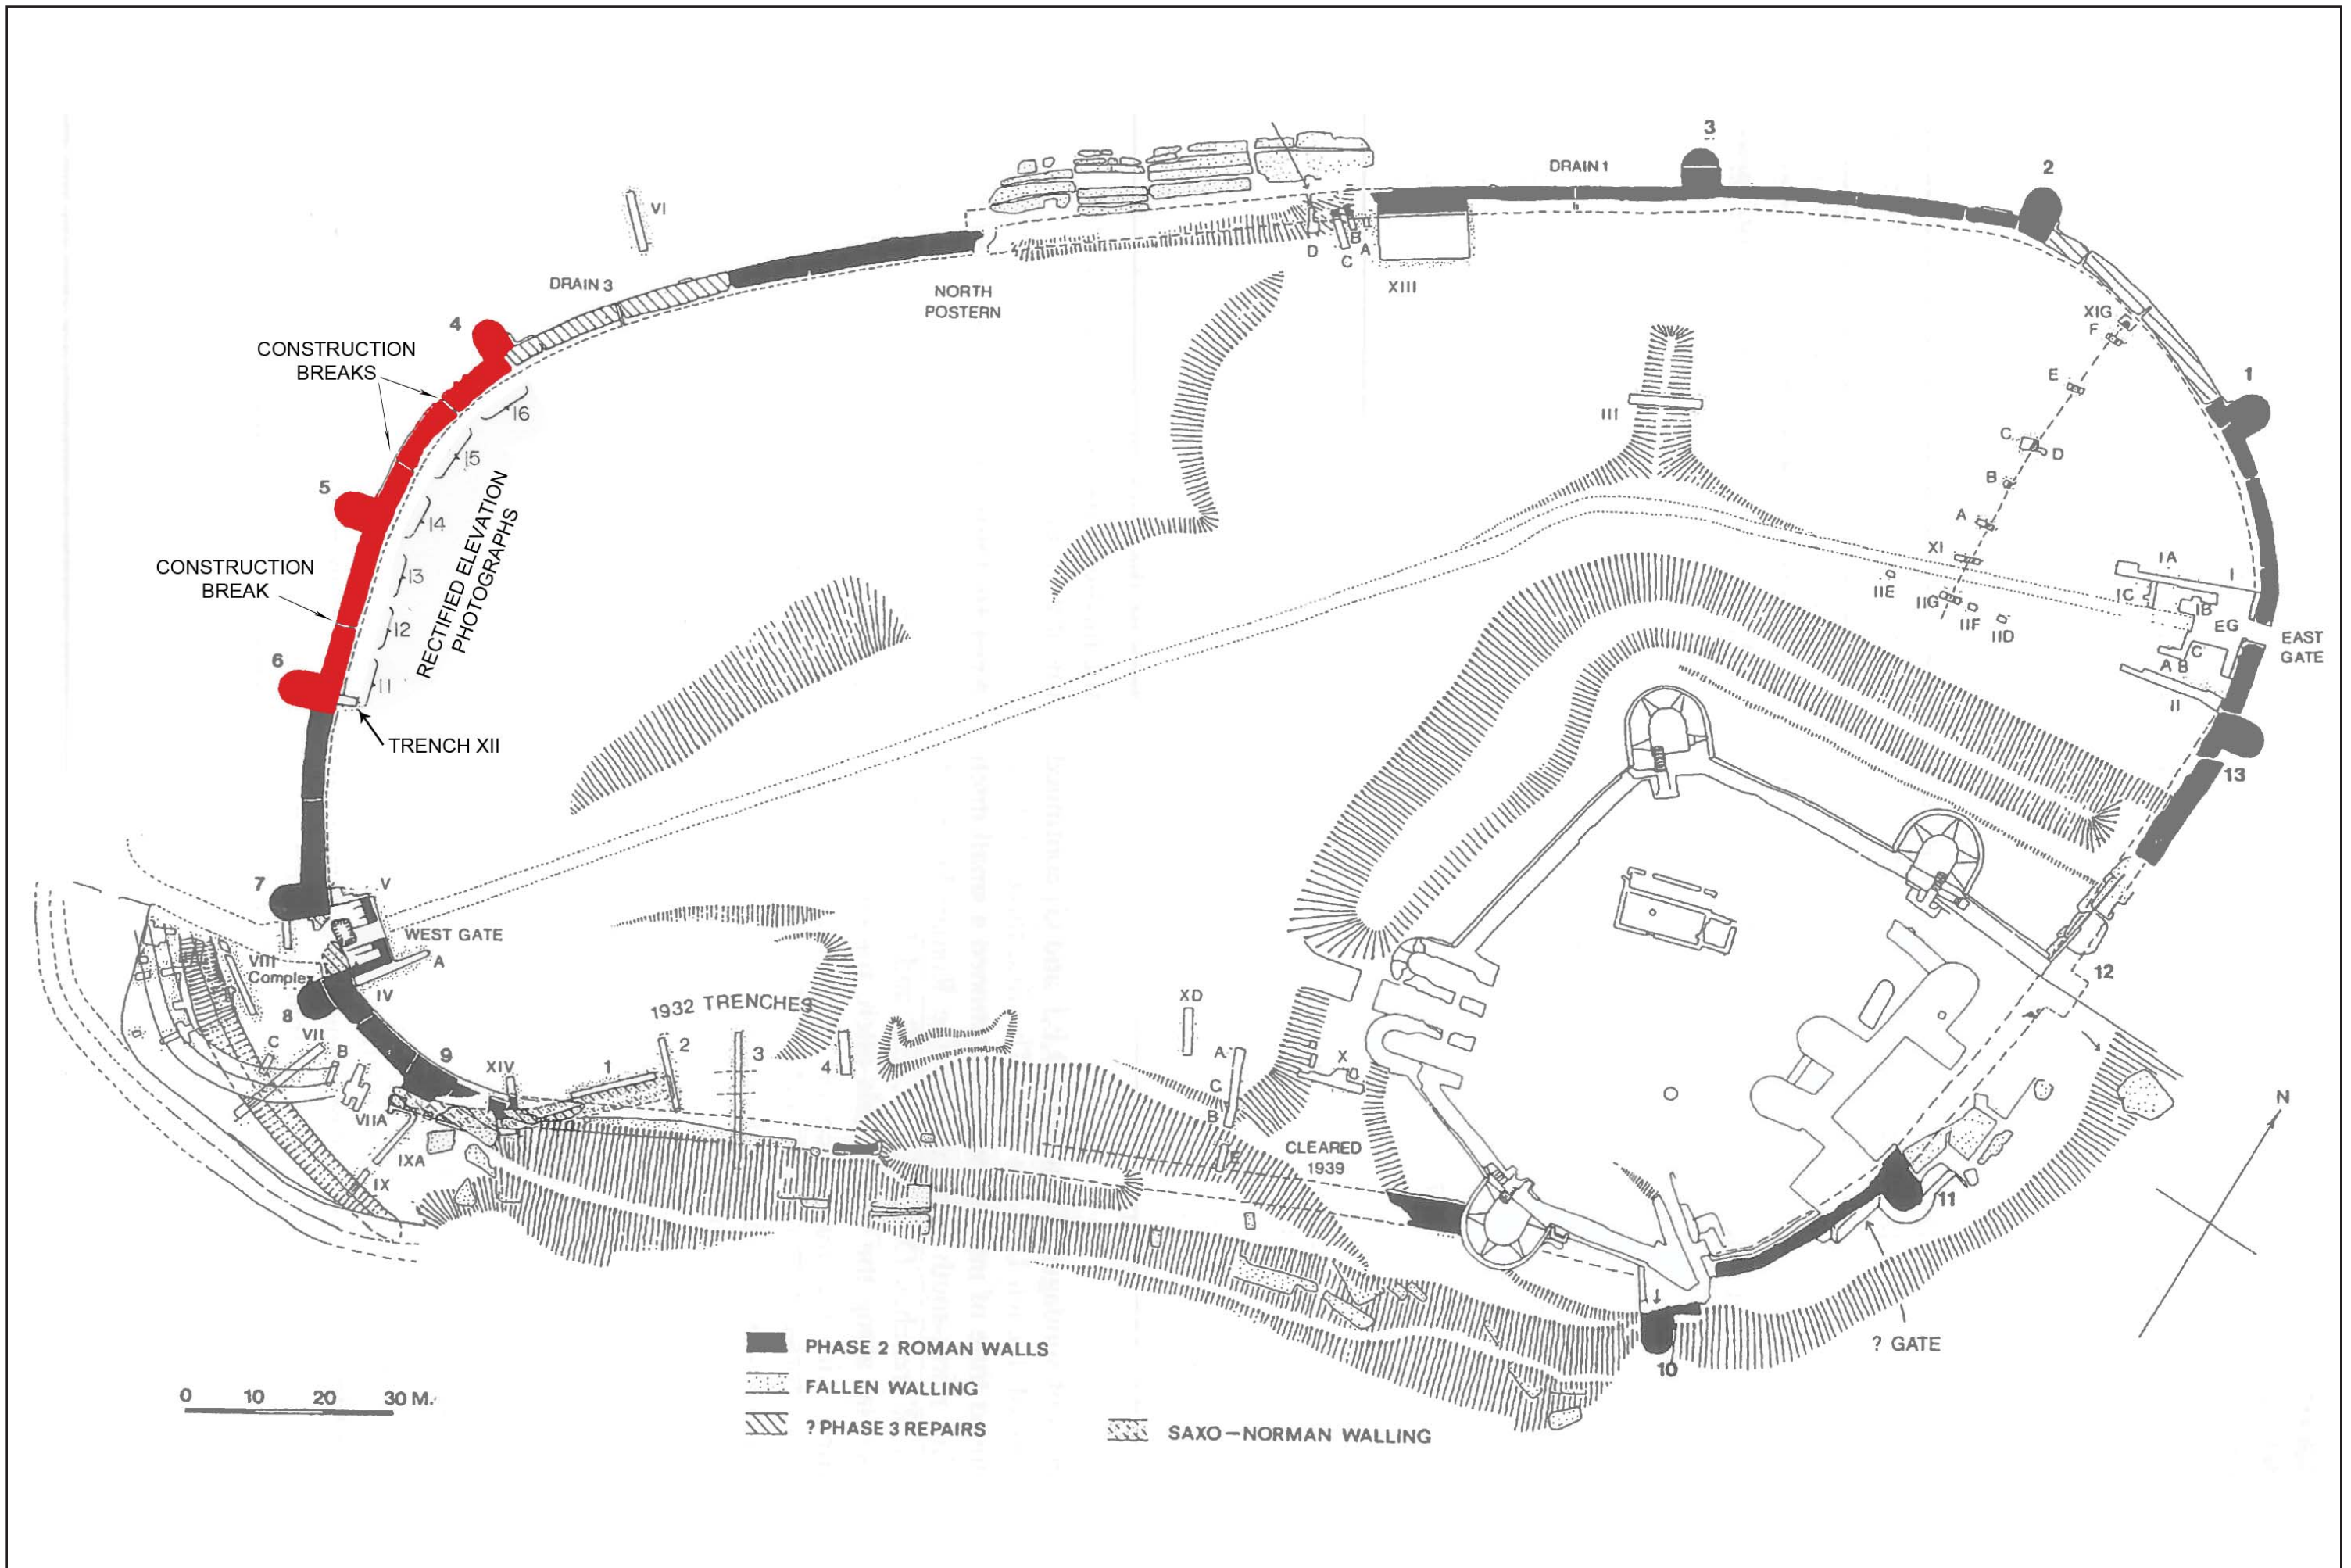 3
DRAIN 1
2
VI
D
B
A
C
XIII
DRAIN 3
NORTH
POSTERN
4
CONSTRUCTION
BREAKS
XIG
F
E
1
16
III
15
C
D
5
14
B
RECTIFIED ELEVATION
PHOTOGRAPHS
A
13
XI
IA
I
CONSTRUCTION
BREAK
IIE
IIG
IC
IB
12
IIF
IID
EG
EAST
GATE
6
C
A B
11
II
TRENCH XII
13
7
V
WEST GATE
VIII
Complex
A
12
IV
8
1932 TRENCHES
XD
C
VII
B
9
2
3
A
X
XIV
1
4
C
B
N
VIIA
IXA
E
CLEARED
1939
IX
11
? GATE
10
PHASE 2 ROMAN WALLS
FALLEN WALLING
? PHASE 3 REPAIRS
SAXO–NORMAN WALLING
0 10 20 30 M.